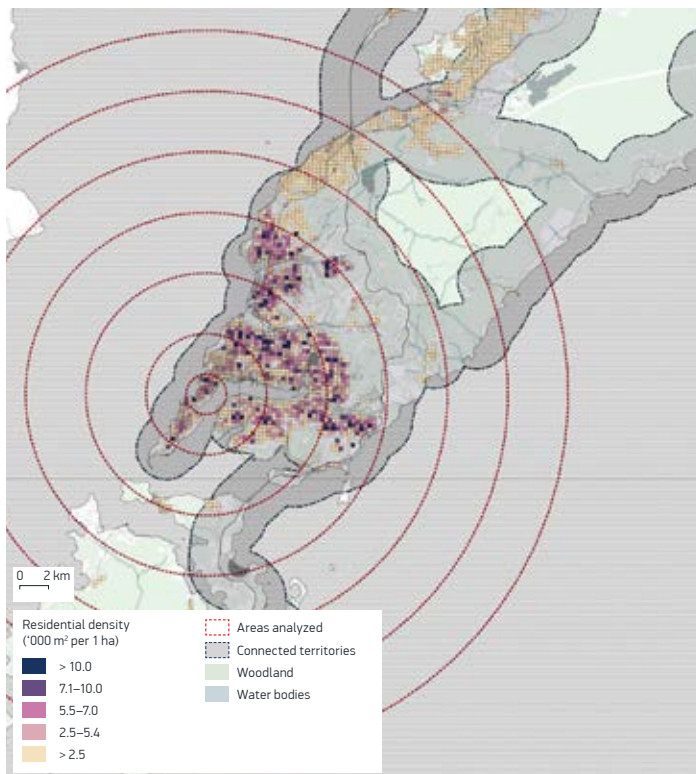 0 2 km
Residential density
('000 m² per 1 ha)
> 10.0
7.1–10.0
5.5–7.0
2.5–5.4
> 2.5
Areas analyzed
Connected territories
Woodland
Water bodies